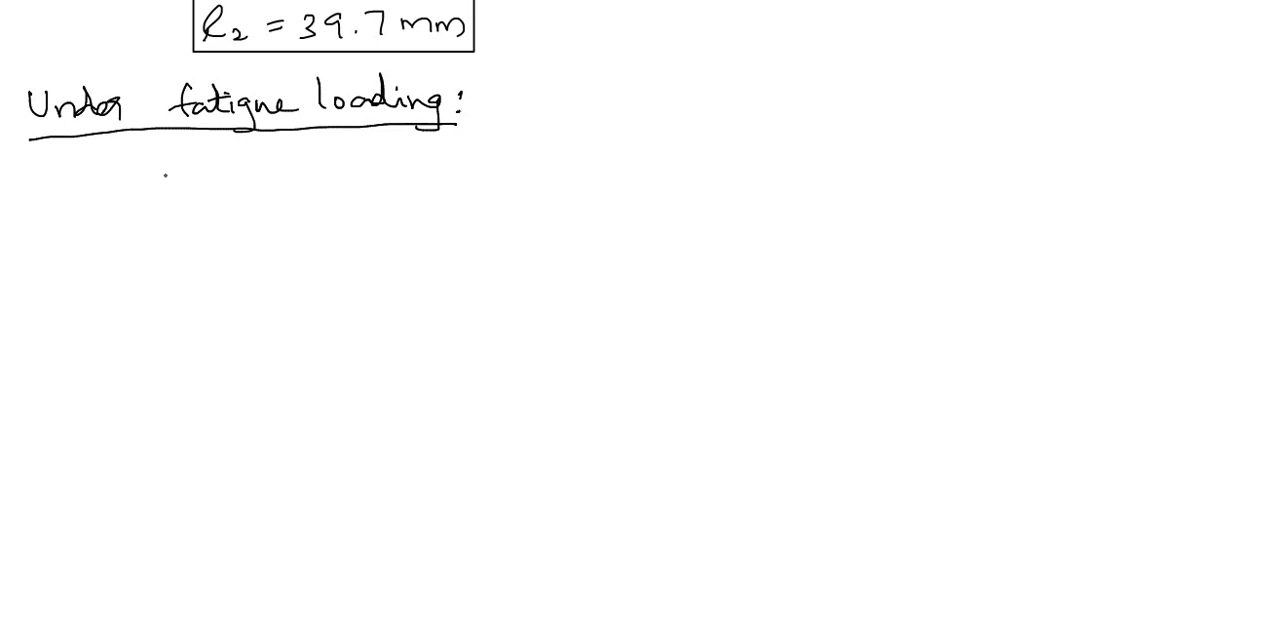 l₂ = 39.7 mm
Under fatigue loading: